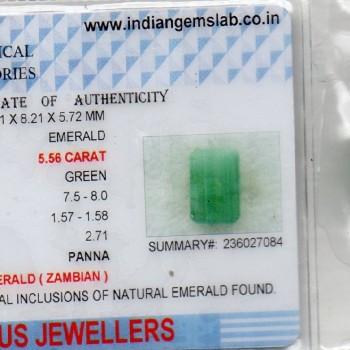 www.indiangemslab.co.in
ICAL
ORIES
ATE OF AUTHENTICITY
1 X 8.21 X 5.72 MM
EMERALD
5.56 CARAT
GREEN
7.5 - 8.0
1.57 - 1.58
2.71
SUMMARY#: 236027084
PANNA
ERALD ( ZAMBIAN )
AL INCLUSIONS OF NATURAL EMERALD FOUND.
US JEWELLERS